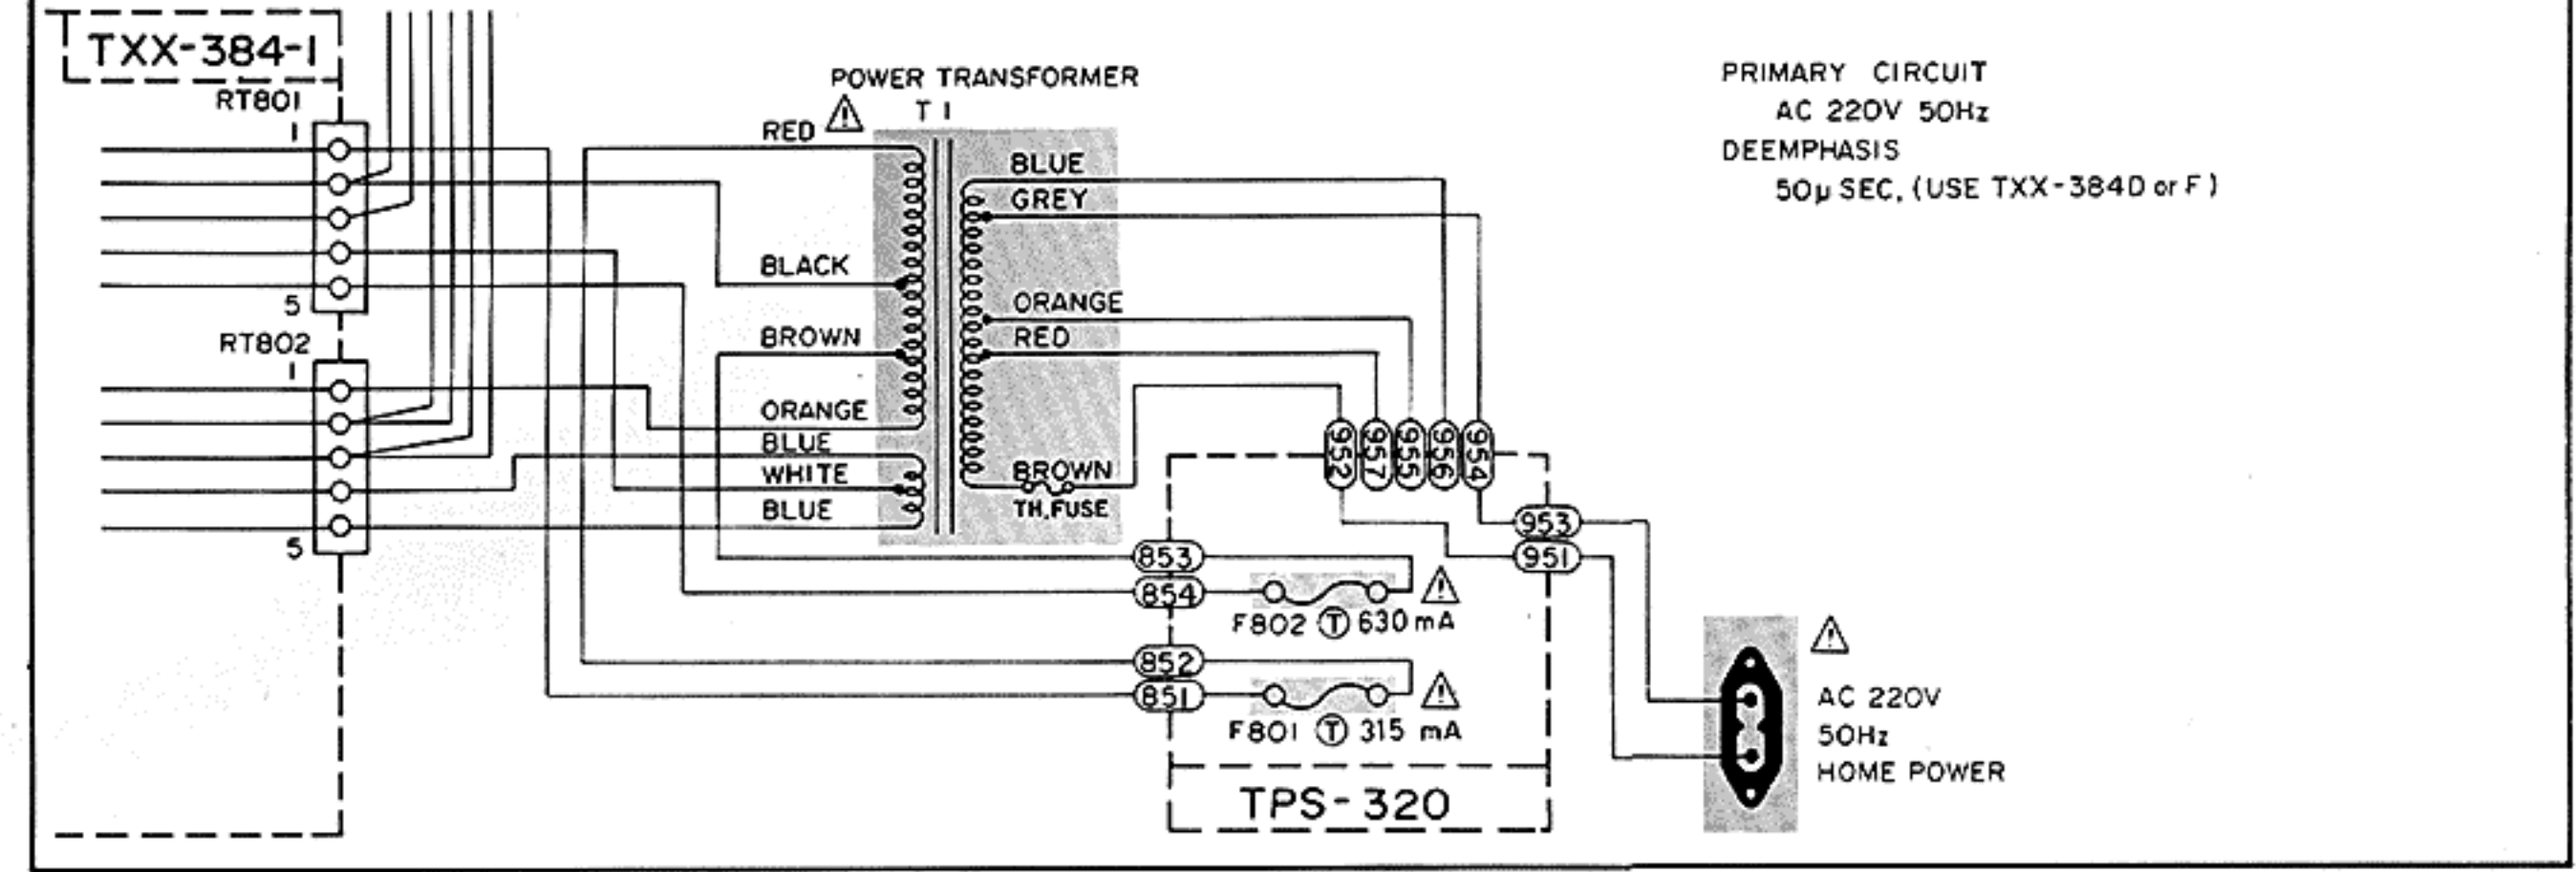 TXX-384-1
RT801
1
5
RT802
1
5
POWER TRANSFORMER
T 1
RED
BLACK
BROWN
ORANGE
BLUE
WHITE
BLUE
BLUE
GREY
ORANGE
RED
BROWN
TH.FUSE
952
957
955
956
954
953
951
853
854
F802 Ⓣ 630 mA
852
851
F801 Ⓣ 315 mA
TPS-320
PRIMARY CIRCUIT
AC 220V 50Hz
DEEMPHASIS
50μ SEC, (USE TXX-384D or F)
AC 220V
50Hz
HOME POWER